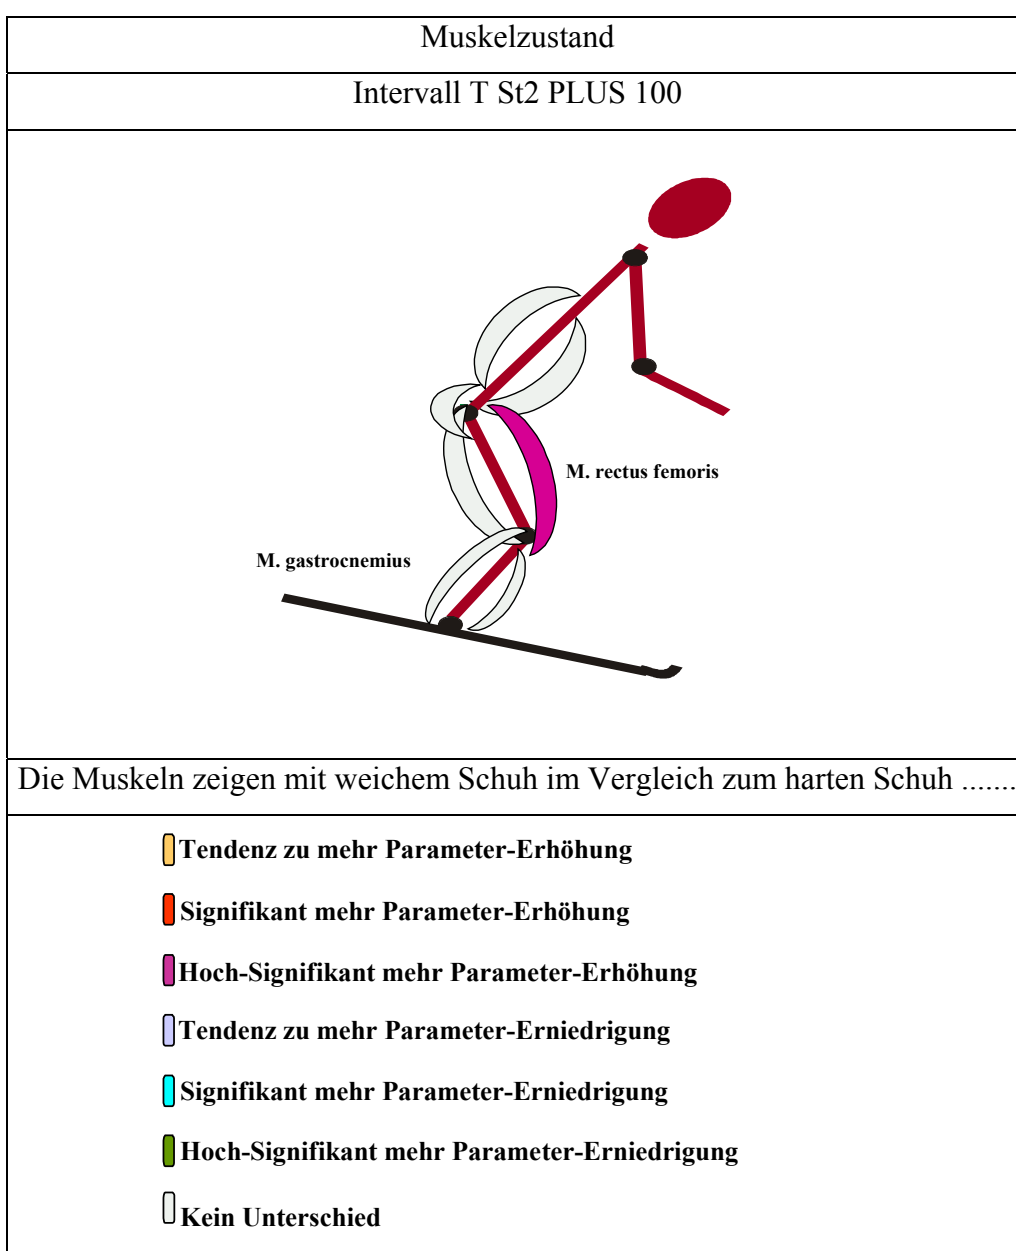 Muskelzustand
Intervall T St2 PLUS 100
M. rectus femoris
M. gastrocnemius
Die Muskeln zeigen mit weichem Schuh im Vergleich zum harten Schuh .......
Tendenz zu mehr Parameter-Erhöhung
Signifikant mehr Parameter-Erhöhung
Hoch-Signifikant mehr Parameter-Erhöhung
Tendenz zu mehr Parameter-Erniedrigung
Signifikant mehr Parameter-Erniedrigung
Hoch-Signifikant mehr Parameter-Erniedrigung
Kein Unterschied